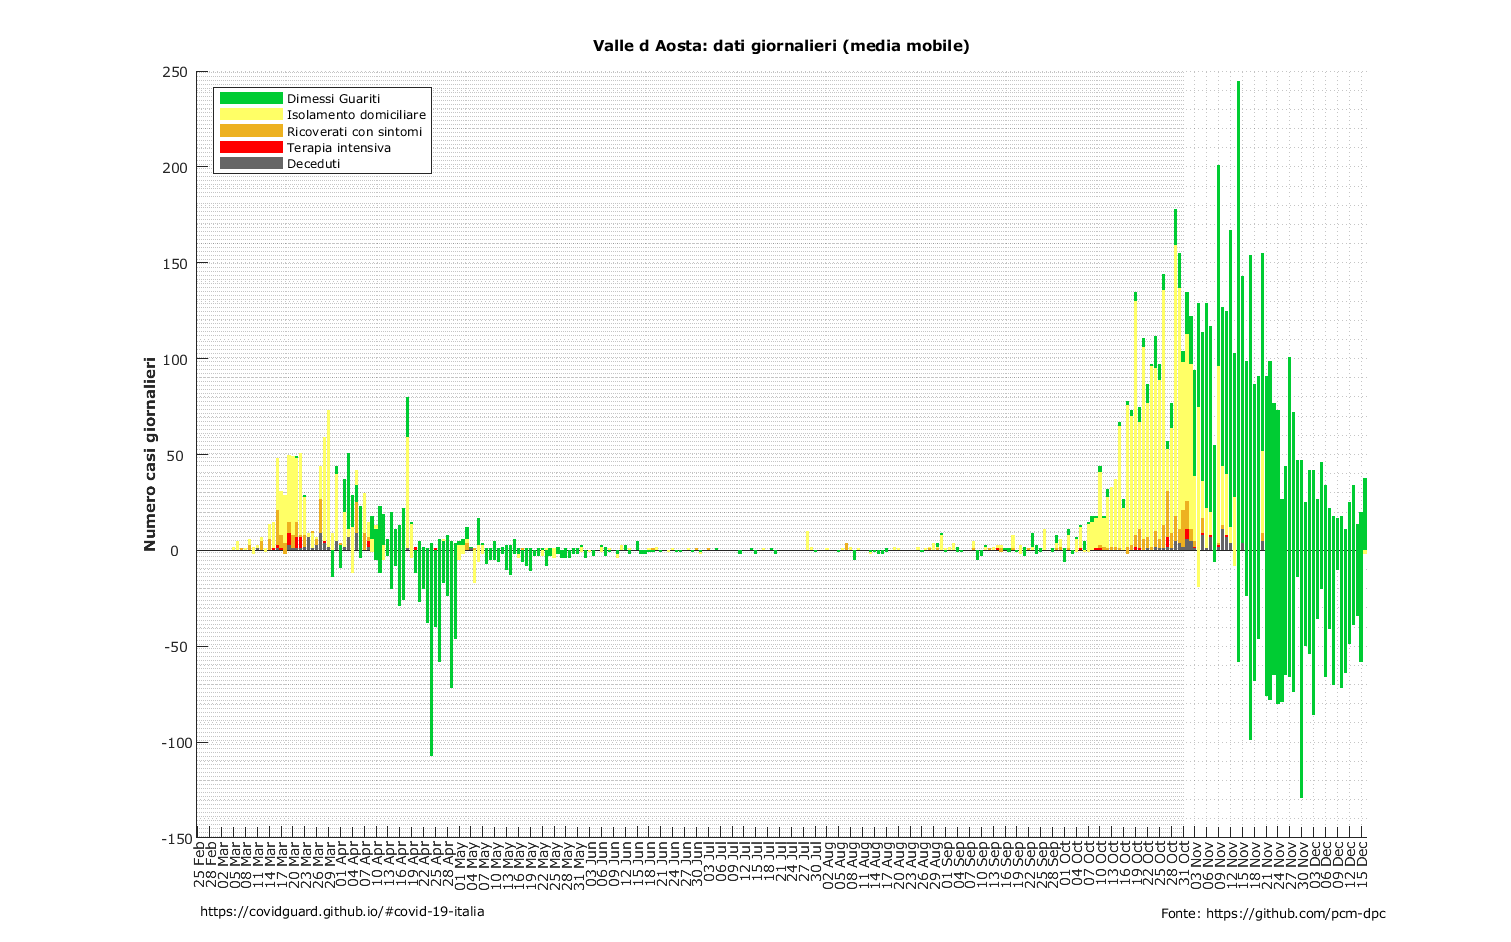 Valle d Aosta: dati giornalieri (media mobile)
250
200
150
100
50
0
-50
-100
-150
Numero casi giornalieri
Dimessi Guariti
Isolamento domiciliare
Ricoverati con sintomi
Terapia intensiva
Deceduti
25 Feb
28 Feb
02 Mar
05 Mar
08 Mar
11 Mar
14 Mar
17 Mar
20 Mar
23 Mar
26 Mar
29 Mar
01 Apr
04 Apr
07 Apr
10 Apr
13 Apr
16 Apr
19 Apr
22 Apr
25 Apr
28 Apr
01 May
04 May
07 May
10 May
13 May
16 May
19 May
22 May
25 May
28 May
31 May
03 Jun
06 Jun
09 Jun
12 Jun
15 Jun
18 Jun
21 Jun
24 Jun
27 Jun
30 Jun
03 Jul
06 Jul
09 Jul
12 Jul
15 Jul
18 Jul
21 Jul
24 Jul
27 Jul
30 Jul
02 Aug
05 Aug
08 Aug
11 Aug
14 Aug
17 Aug
20 Aug
23 Aug
26 Aug
29 Aug
01 Sep
04 Sep
07 Sep
10 Sep
13 Sep
16 Sep
19 Sep
22 Sep
25 Sep
28 Sep
01 Oct
04 Oct
07 Oct
10 Oct
13 Oct
16 Oct
19 Oct
22 Oct
25 Oct
28 Oct
31 Oct
03 Nov
06 Nov
09 Nov
12 Nov
15 Nov
18 Nov
21 Nov
24 Nov
27 Nov
30 Nov
03 Dec
06 Dec
09 Dec
12 Dec
15 Dec
https://covidguard.github.io/#covid-19-italia
Fonte: https://github.com/pcm-dpc